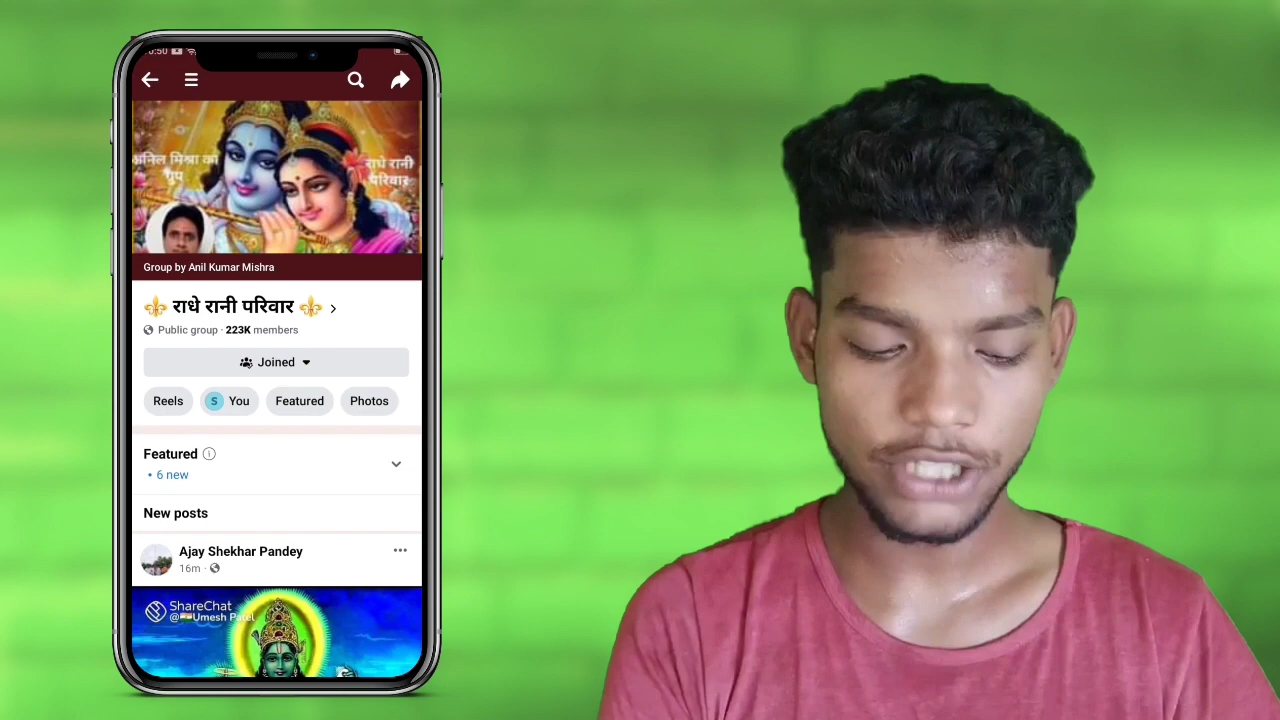 :50
अनिल मिश्रा का
ग्रुप
राधे रानी
परिवार
Group by Anil Kumar Mishra
राधे रानी परिवार
Public group · 223K members
Joined
Reels
S You
Featured
Photos
Featured
• 6 new
New posts
Ajay Shekhar Pandey
16m ·
ShareChat
@Umesh Patel